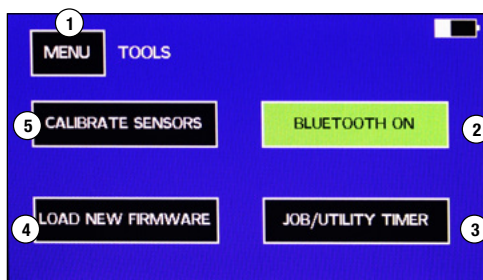 1
MENU TOOLS
5 CALIBRATE SENSORS BLUETOOTH ON 2
4 LOAD NEW FIRMWARE JOB/UTILITY TIMER 3